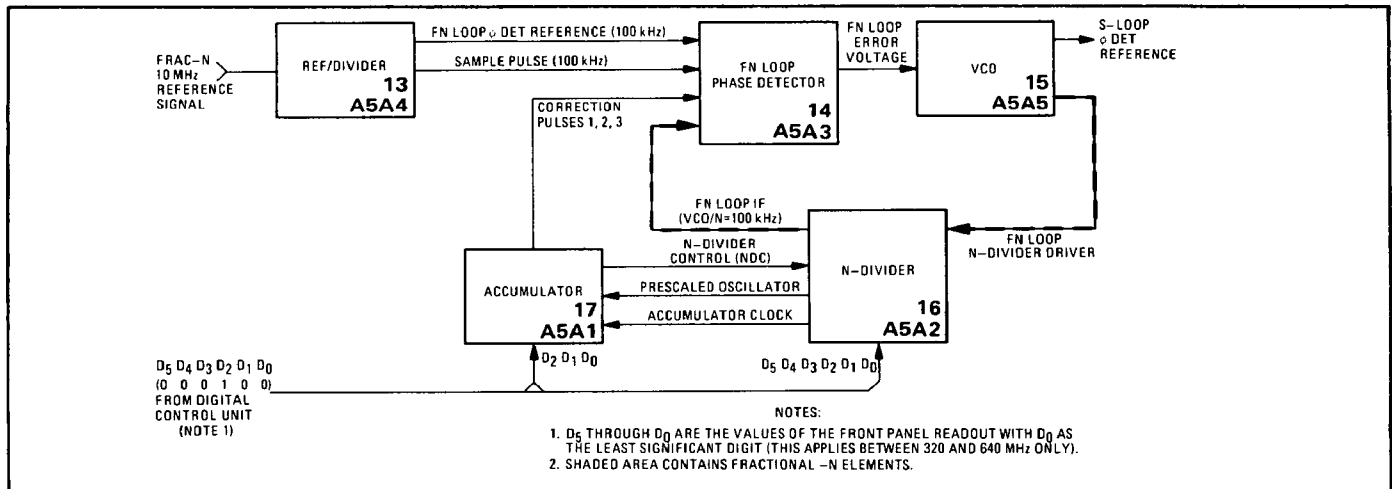 FRAC-N
10 MHz
REFERENCE
SIGNAL
REF/DIVIDER
13
A5A4
FN LOOP φ DET REFERENCE (100 kHz)
SAMPLE PULSE (100 kHz)
CORRECTION
PULSES 1, 2, 3
FN LOOP
PHASE DETECTOR
14
A5A3
FN LOOP
ERROR
VOLTAGE
VCO
15
A5A5
S-LOOP
φ DET
REFERENCE
FN LOOP IF
(VCO/N=100 kHz)
N-DIVIDER
CONTROL (NDC)
PRESCALED OSCILLATOR
ACCUMULATOR CLOCK
ACCUMULATOR
17
A5A1
N-DIVIDER
16
A5A2
FN LOOP
N-DIVIDER DRIVER
D2 D1 D0
D5 D4 D3 D2 D1 D0
D5 D4 D3 D2 D1 D0
(0 0 0 1 0 0)
FROM DIGITAL
CONTROL UNIT
(NOTE 1)
NOTES:
1. D5 THROUGH D0 ARE THE VALUES OF THE FRONT PANEL READOUT WITH D0 AS
THE LEAST SIGNIFICANT DIGIT (THIS APPLIES BETWEEN 320 AND 640 MHz ONLY).
2. SHADED AREA CONTAINS FRACTIONAL -N ELEMENTS.